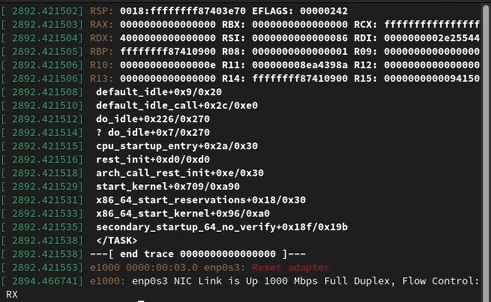 [ 2892.421502] RSP: 0018:ffffffff87403e70 EFLAGS: 00000242
[ 2892.421503] RAX: 0000000000000000 RBX: 0000000000000000 RCX: ffffffffffffffff
[ 2892.421504] RDX: 4000000000000000 RSI: 0000000000000086 RDI: 0000000002e25544
[ 2892.421505] RBP: ffffffff87410900 R08: 0000000000000001 R09: 0000000000000000
[ 2892.421506] R10: 000000000000000e R11: 000000008ea4398a R12: 0000000000000000
[ 2892.421506] R13: 0000000000000000 R14: ffffffff87410900 R15: 0000000000094150
[ 2892.421508] default_idle+0x9/0x20
[ 2892.421510] default_idle_call+0x2c/0xe0
[ 2892.421512] do_idle+0x226/0x270
[ 2892.421514] ? do_idle+0x7/0x270
[ 2892.421515] cpu_startup_entry+0x2a/0x30
[ 2892.421516] rest_init+0xd0/0xd0
[ 2892.421518] arch_call_rest_init+0xe/0x30
[ 2892.421529] start_kernel+0x709/0xa90
[ 2892.421531] x86_64_start_reservations+0x18/0x30
[ 2892.421533] x86_64_start_kernel+0x96/0xa0
[ 2892.421535] secondary_startup_64_no_verify+0x18f/0x19b
[ 2892.421538] </TASK>
[ 2892.421538] ---[ end trace 0000000000000000 ]---
[ 2892.421553] e1000 0000:00:03.0 enp0s3: Reset adapter
[ 2894.466741] e1000: enp0s3 NIC Link is Up 1000 Mbps Full Duplex, Flow Control:
RX